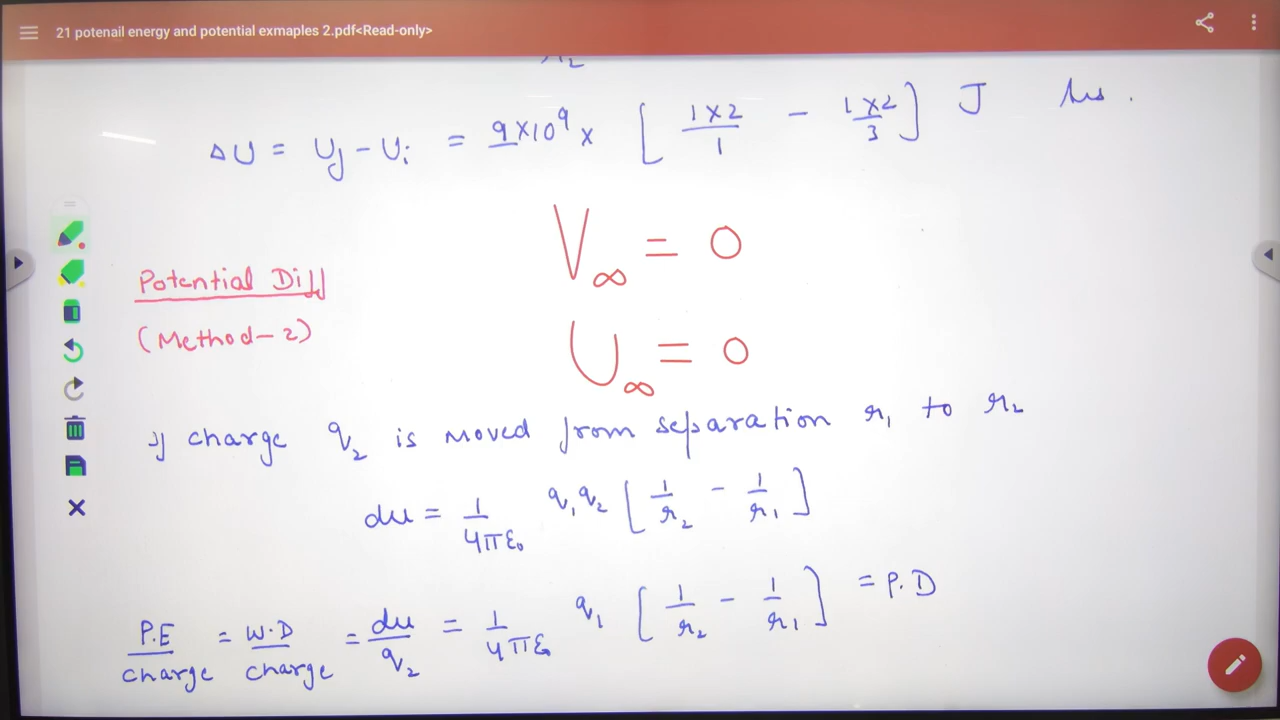 21 potenail energy and potential exmaples 2.pdf<Read-only>
ΔU = Uf - Ui = 9×10⁹ × [ 1×2/1 - 1×2/3 ] J Ans.
V∞ = 0
Potential Diff
(Method-2)
U∞ = 0
If charge q₂ is moved from separation r₁ to r₂
du = 1/4πε₀ q₁q₂ [ 1/r₂ - 1/r₁ ]
P.E/charge = W.D/charge = du/q₂ = 1/4πε₀ q₁ [ 1/r₂ - 1/r₁ ] = P.D